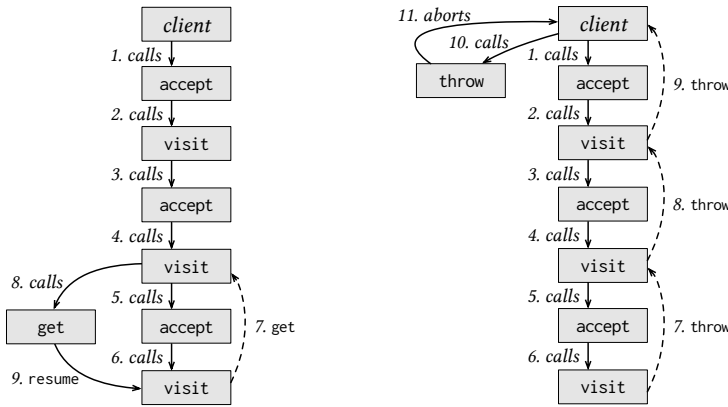 client
1. calls
accept
2. calls
visit
3. calls
accept
4. calls
visit
8. calls
5. calls
get
accept
7. get
6. calls
9. resume
visit
11. aborts
client
10. calls
1. calls
throw
accept
9. throw
2. calls
visit
3. calls
accept
8. throw
4. calls
visit
5. calls
accept
7. throw
6. calls
visit